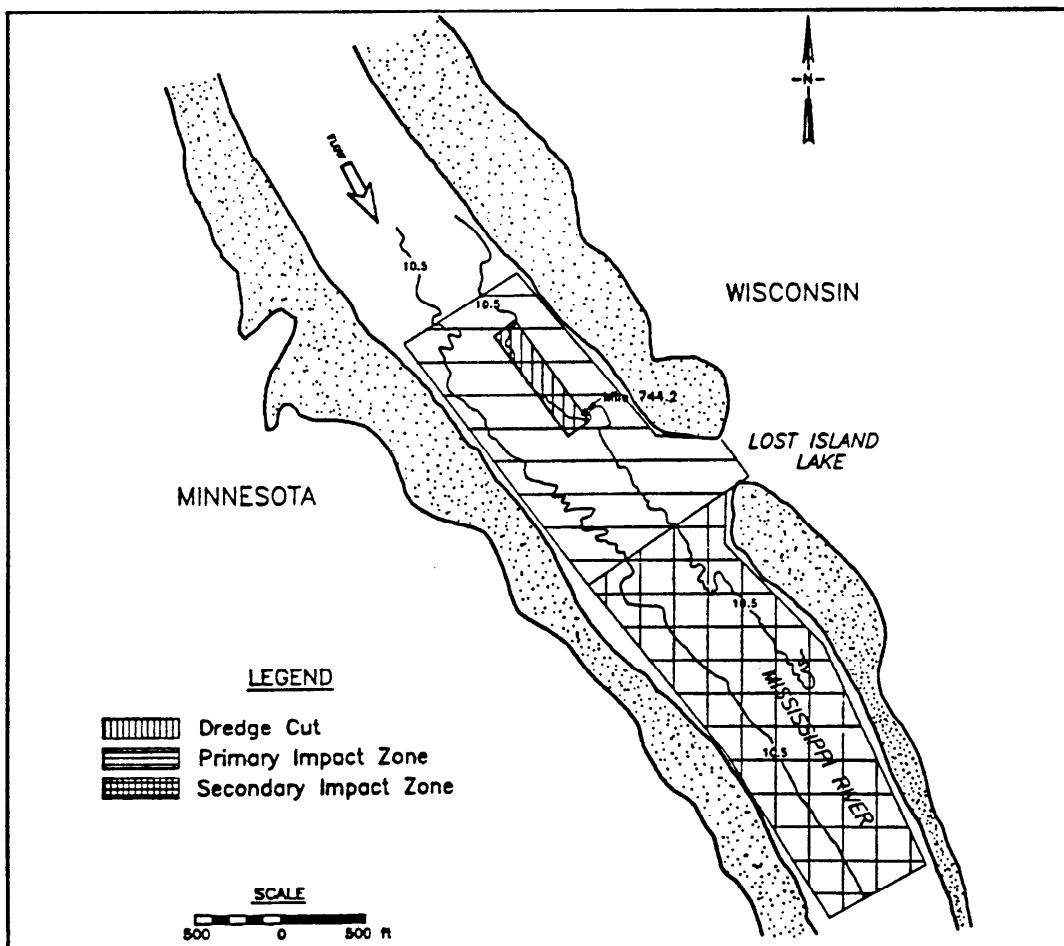 -N-
FLOW
10.5
10.5
WISCONSIN
Mile 744.2
LOST ISLAND
LAKE
MINNESOTA
10.5
MISSISSIPPI RIVER
10.5
LEGEND
Dredge Cut
Primary Impact Zone
Secondary Impact Zone
SCALE
500 0 500 ft